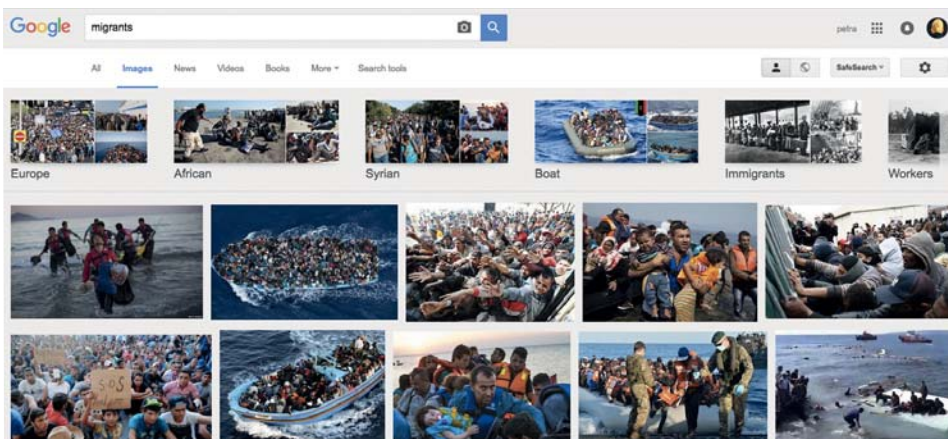 Google migrants petra
All Images News Videos Books More Search tools SafeSearch
Europe African Syrian Boat Immigrants Workers
SOS